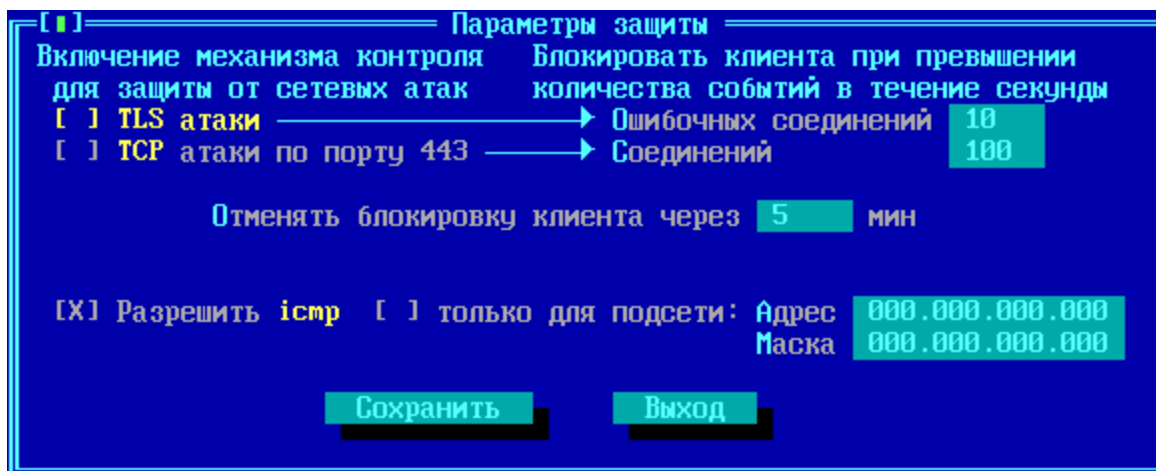 [ ] Параметры защиты
Включение механизма контроля Блокировать клиента при превышении
для защиты от сетевых атак количества событий в течение секунды
[ ] TLS атаки Ошибочных соединений 10
[ ] TCP атаки по порту 443 Соединений 100
Отменять блокировку клиента через 5 мин
[X] Разрешить icmp [ ] только для подсети: Адрес 000.000.000.000
Маска 000.000.000.000
Сохранить Выход